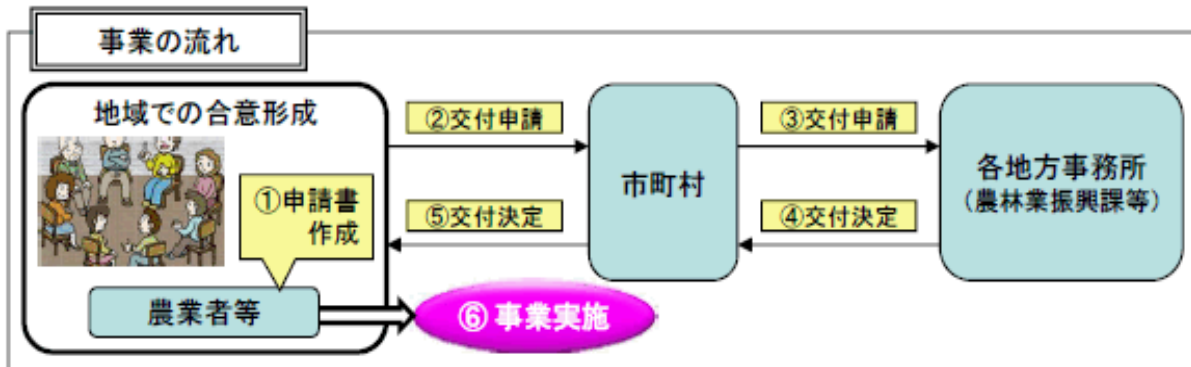 事業の流れ
地域での合意形成
①申請書
作成
農業者等
②交付申請
⑤交付決定
⑥ 事業実施
市町村
③交付申請
④交付決定
各地方事務所
（農林業振興課等）